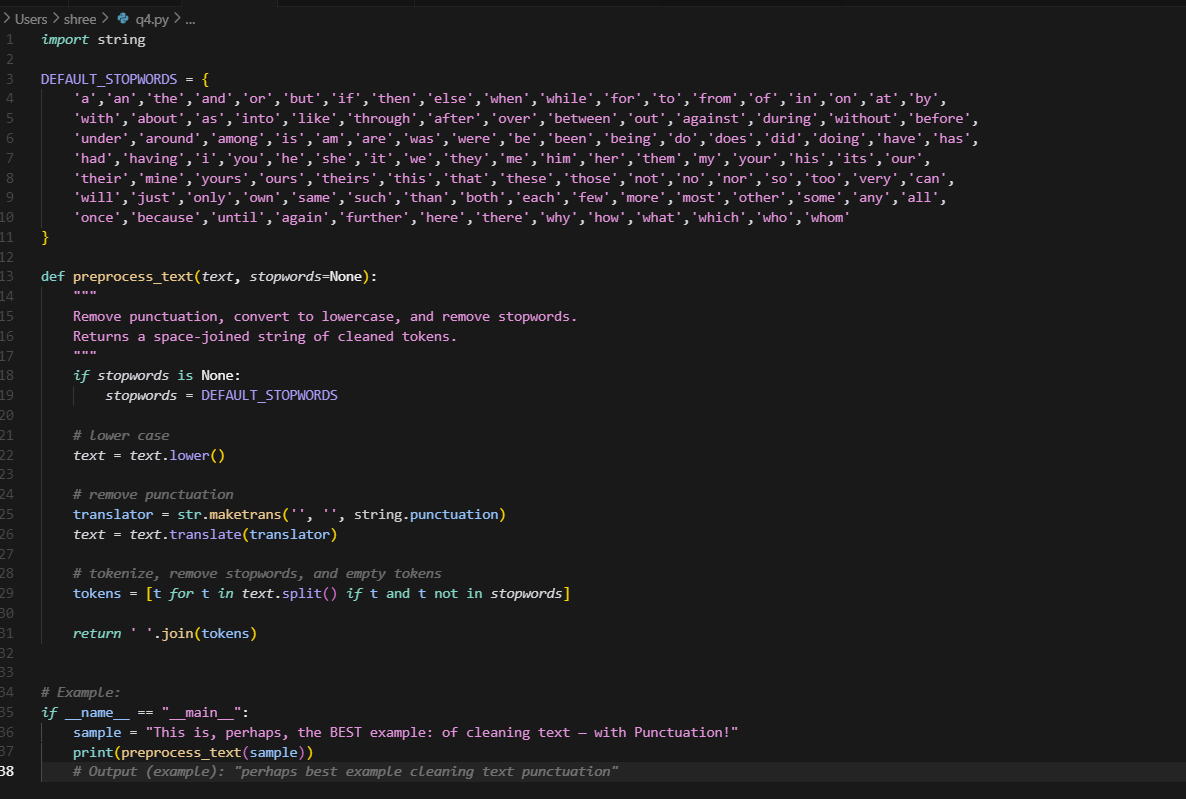 Users > shree > q4.py > ...
1 import string
2
3 DEFAULT_STOPWORDS = {
4 'a','an','the','and','or','but','if','then','else','when','while','for','to','from','of','in','on','at','by',
5 'with','about','as','into','like','through','after','over','between','out','against','during','without','before',
6 'under','around','among','is','am','are','was','were','be','been','being','do','does','did','doing','have','has',
7 'had','having','i','you','he','she','it','we','they','me','him','her','them','my','your','his','its','our',
8 'their','mine','yours','ours','theirs','this','that','these','those','not','no','nor','so','too','very','can',
9 'will','just','only','own','same','such','than','both','each','few','more','most','other','some','any','all',
10 'once','because','until','again','further','here','there','why','how','what','which','who','whom'
11 }
12
13 def preprocess_text(text, stopwords=None):
14 """
15 Remove punctuation, convert to lowercase, and remove stopwords.
16 Returns a space-joined string of cleaned tokens.
17 """
18 if stopwords is None:
19 stopwords = DEFAULT_STOPWORDS
20
21 # lower case
22 text = text.lower()
23
24 # remove punctuation
25 translator = str.maketrans('', '', string.punctuation)
26 text = text.translate(translator)
27
28 # tokenize, remove stopwords, and empty tokens
29 tokens = [t for t in text.split() if t and t not in stopwords]
30
31 return ' '.join(tokens)
32
33
34 # Example:
35 if __name__ == "__main__":
36 sample = "This is, perhaps, the BEST example: of cleaning text — with Punctuation!"
37 print(preprocess_text(sample))
38 # Output (example): "perhaps best example cleaning text punctuation"